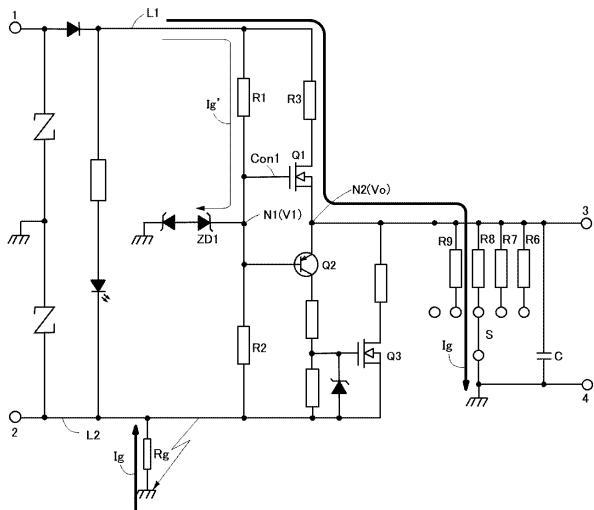 L1
1
R1
R3
Ig'
Con1
Q1
N2(Vo)
3
N1(V1)
ZD1
R9
R8
R7
R6
Q2
S
R2
Q3
Ig
C
4
2
L2
Ig
Rg